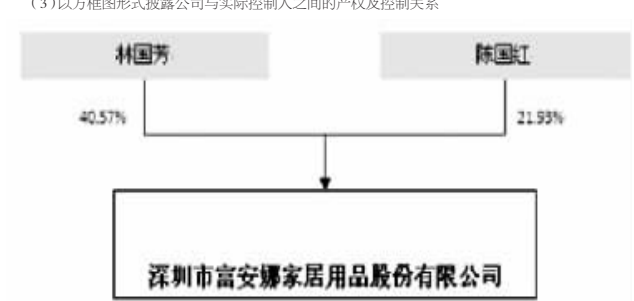 （3）以方框图形式披露公司与实际控制人之间的产权及控制关系
林国芳
陈国红
40.57%
21.93%
深圳市富安娜家居用品股份有限公司